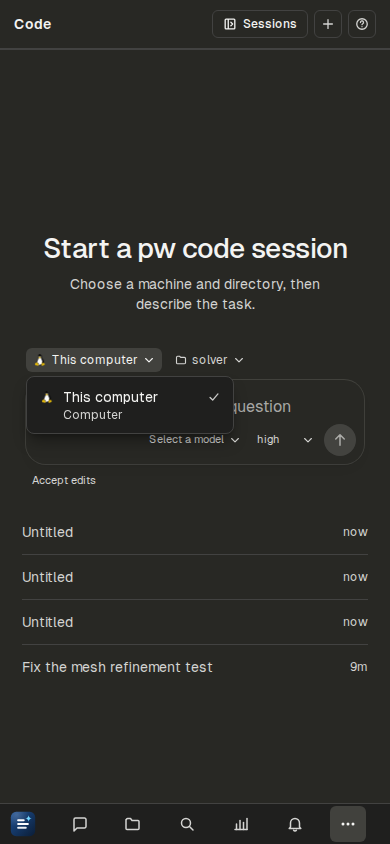 Code
Sessions
Start a pw code session
Choose a machine and directory, then
describe the task.
This computer
solver
This computer
Computer
question
Select a model
high
Accept edits
Untitled
now
Untitled
now
Untitled
now
Fix the mesh refinement test
9m